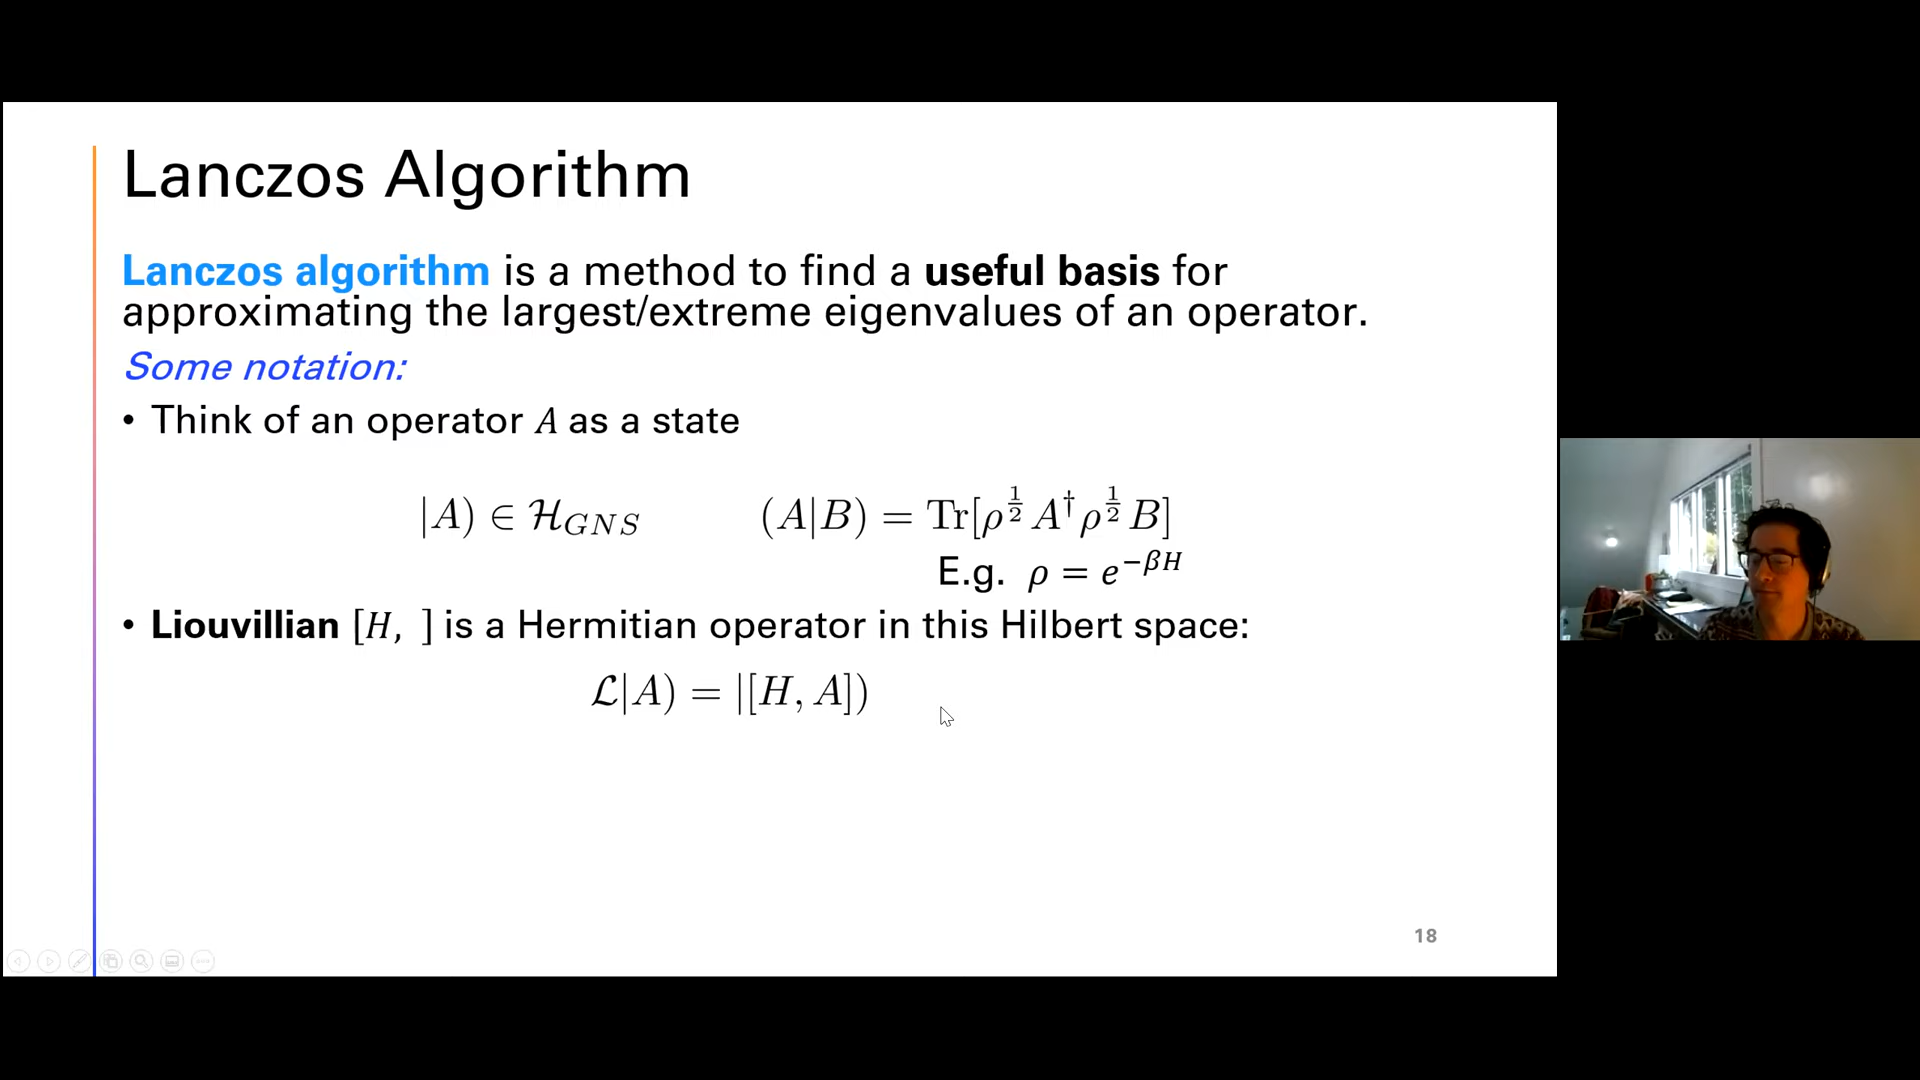 Lanczos Algorithm
Lanczos algorithm is a method to find a useful basis for
approximating the largest/extreme eigenvalues of an operator.
Some notation:
• Think of an operator A as a state
|A) ∈ ℋ_{GNS} (A|B) = Tr[ρ^{1/2} A^† ρ^{1/2} B]
E.g. ρ = e^{−βH}
• Liouvillian [H, ] is a Hermitian operator in this Hilbert space:
ℒ|A) = |[H, A])
18